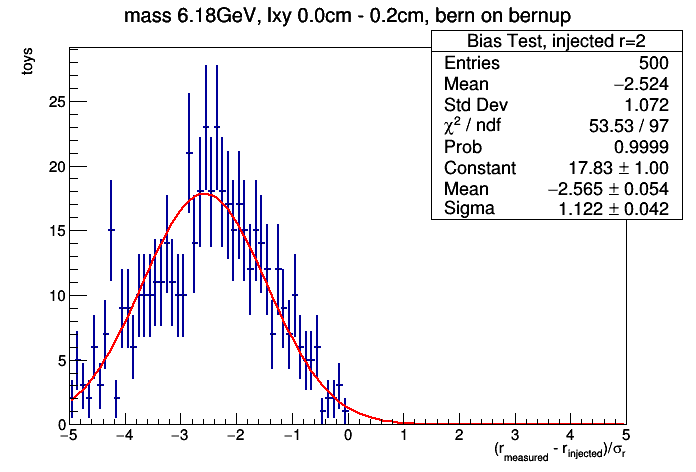 mass 6.18GeV, lxy 0.0cm - 0.2cm, bern on bernup
Bias Test, injected r=2
Entries 500
Mean −2.524
Std Dev 1.072
χ² / ndf 53.53 / 97
Prob 0.9999
Constant 17.83 ± 1.00
Mean −2.565 ± 0.054
Sigma 1.122 ± 0.042
toys
25
20
15
10
5
0
−5 −4 −3 −2 −1 0 1 2 3 4 5
(r_measured - r_injected)/σ_r